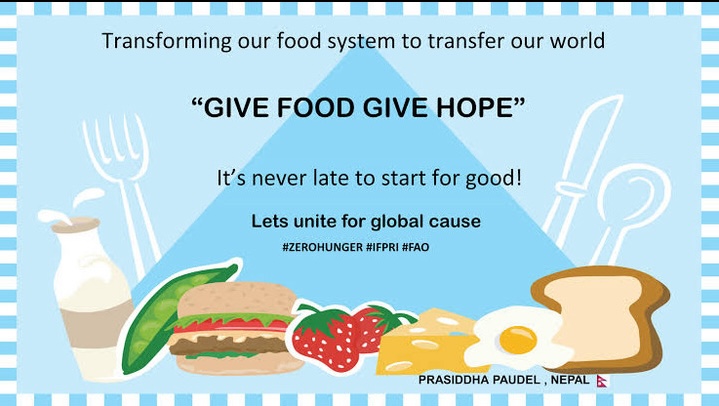 Transforming our food system to transfer our world
“GIVE FOOD GIVE HOPE”
It’s never late to start for good!
Lets unite for global cause
#ZEROHUNGER #IFPRI #FAO
PRASIDDHA PAUDEL , NEPAL